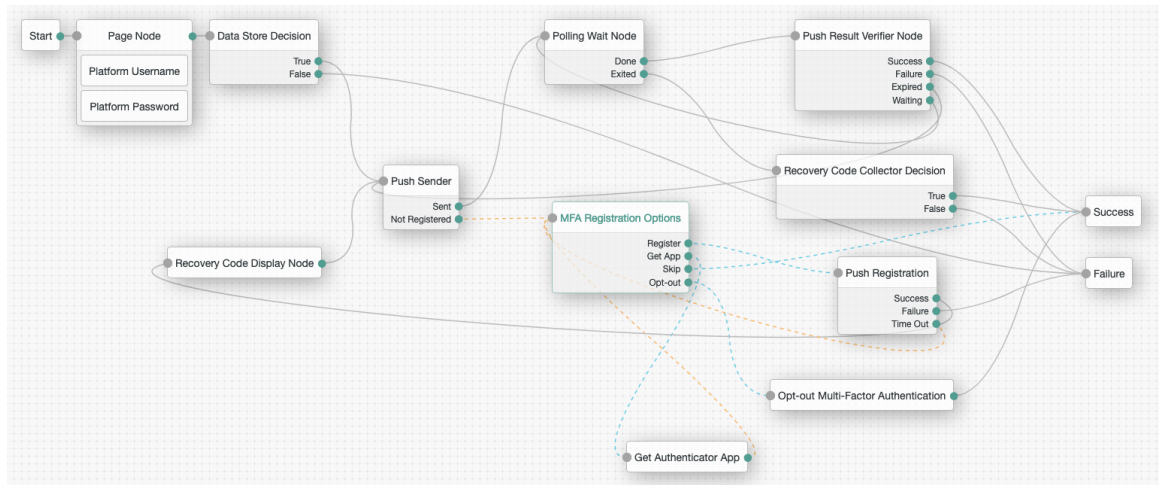 Start
Page Node
Platform Username
Platform Password
Data Store Decision
True
False
Polling Wait Node
Done
Exited
Push Result Verifier Node
Success
Failure
Expired
Waiting
Push Sender
Sent
Not Registered
Recovery Code Collector Decision
True
False
MFA Registration Options
Register
Get App
Skip
Opt-out
Success
Recovery Code Display Node
Push Registration
Success
Failure
Time Out
Failure
Opt-out Multi-Factor Authentication
Get Authenticator App